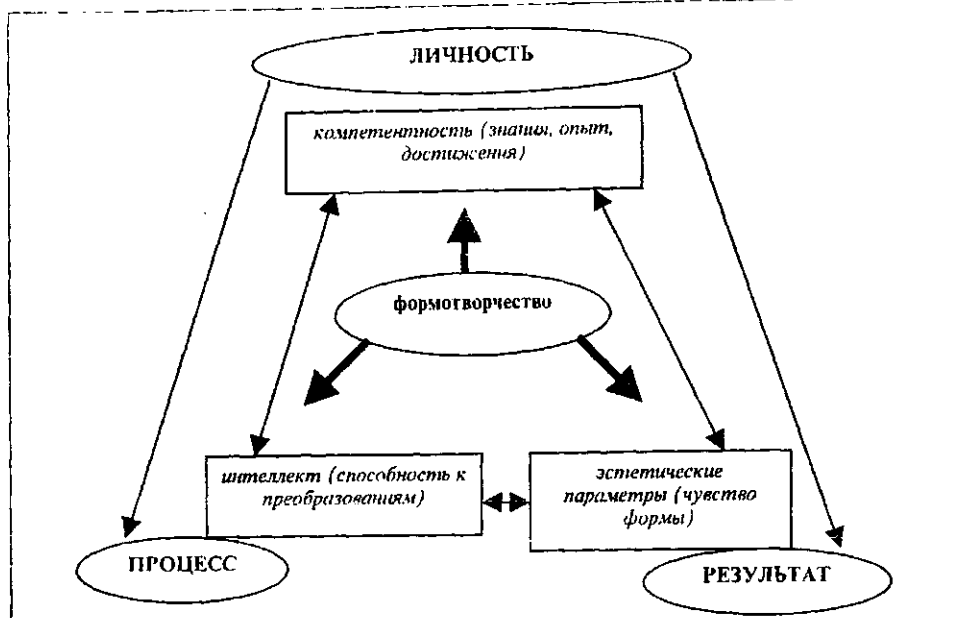 ЛИЧНОСТЬ
компетентность (знания, опыт,
достижения)
формотворчество
интеллект (способность к
преобразованиям)
эстетические
параметры (чувство
формы)
ПРОЦЕСС
РЕЗУЛЬТАТ